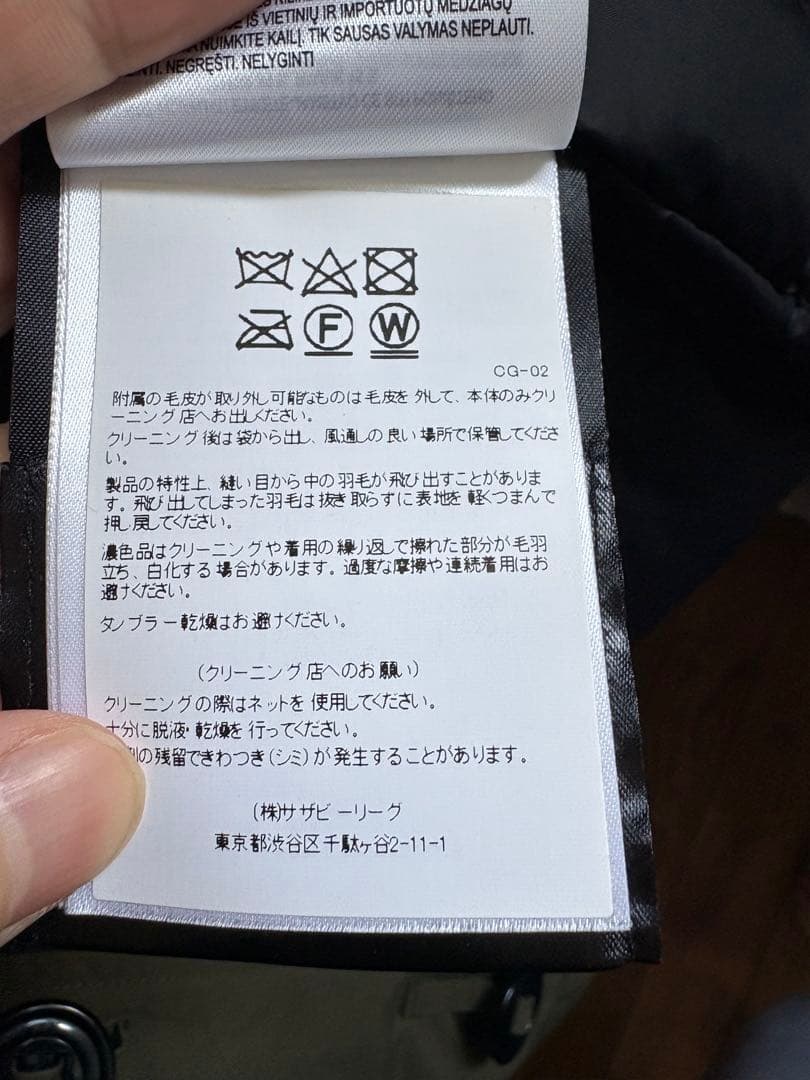 IŠ VIETINIŲ IR IMPORTUOTŲ MEDŽIAGŲ
NUIMKITE KAILĮ. TIK SAUSAS VALYMAS NEPLAUTI.
NEGRĘŠTI. NELYGINTI
F W
CG-02
附属の毛皮が取り外し可能なものは毛皮を外して、本体のみクリ
ーニング店へお出しください。
クリーニング後は袋から出し、風通しの良い場所で保管してくださ
い。
製品の特性上、縫い目から中の羽毛が飛び出すことがありま
す。飛び出してしまった羽毛は抜き取らずに表地を軽くつまんで
押し戻してください。
濃色品はクリーニングや着用の繰り返しで擦れた部分が毛羽
立ち、白化する場合があります。過度な摩擦や連続着用はお
避けください。
タンブラー乾燥はお避けください。
(クリーニング店へのお願い)
クリーニングの際はネットを使用してください。
十分に脱液・乾燥を行ってください。
の残留できわつき(シミ)が発生することがあります。
(株)サザビーリーグ
東京都渋谷区千駄ヶ谷2-11-1